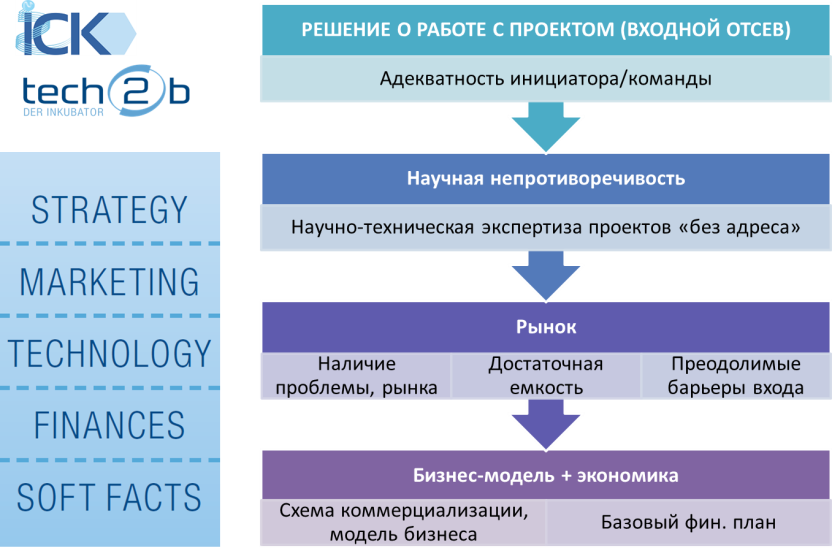 ick
tech2b
DER INKUBATOR
STRATEGY
MARKETING
TECHNOLOGY
FINANCES
SOFT FACTS
РЕШЕНИЕ О РАБОТЕ С ПРОЕКТОМ (ВХОДНОЙ ОТСЕВ)
Адекватность инициатора/команды
Научная непротиворечивость
Научно-техническая экспертиза проектов «без адреса»
Рынок
Наличие
проблемы, рынка
Достаточная
емкость
Преодолимые
барьеры входа
Бизнес-модель + экономика
Схема коммерциализации,
модель бизнеса
Базовый фин. план